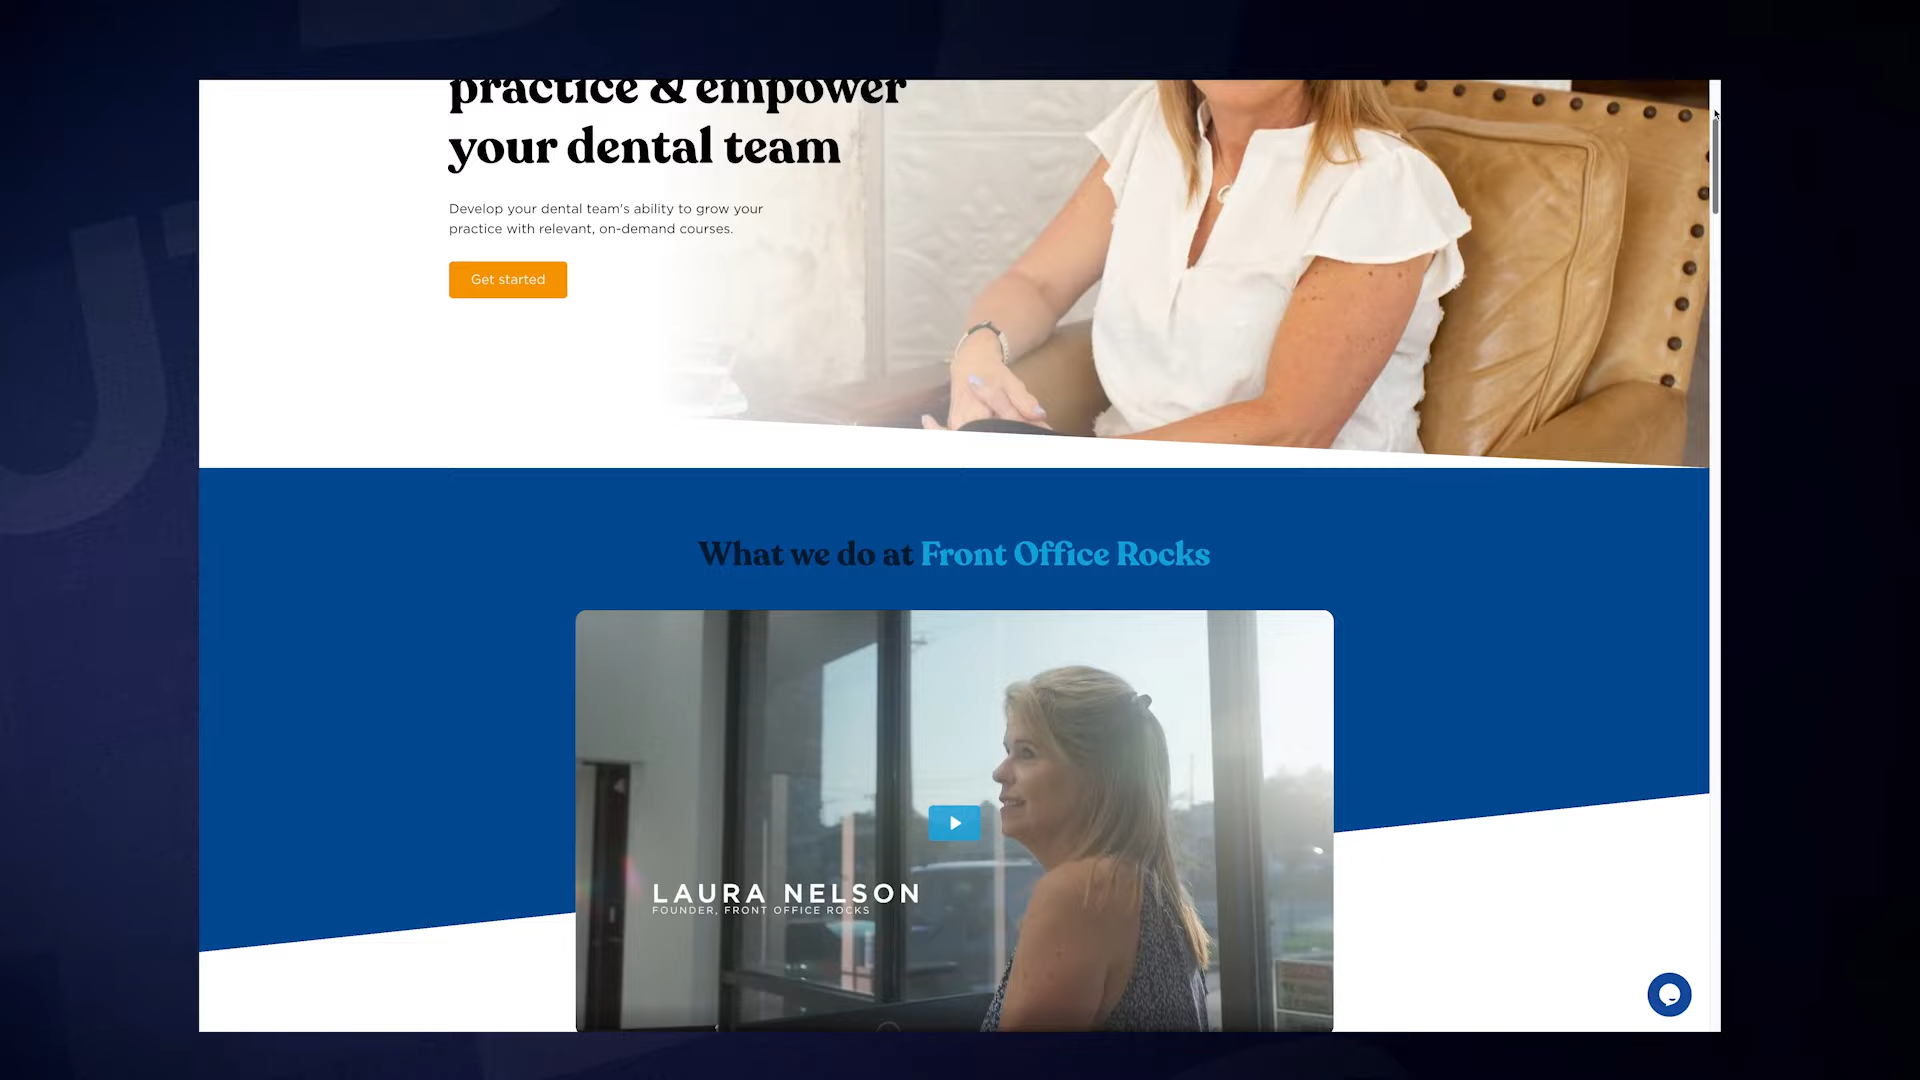 practice & empower
your dental team
Develop your dental team's ability to grow your
practice with relevant, on-demand courses.
Get started
What we do at Front Office Rocks
LAURA NELSON
FOUNDER, FRONT OFFICE ROCKS